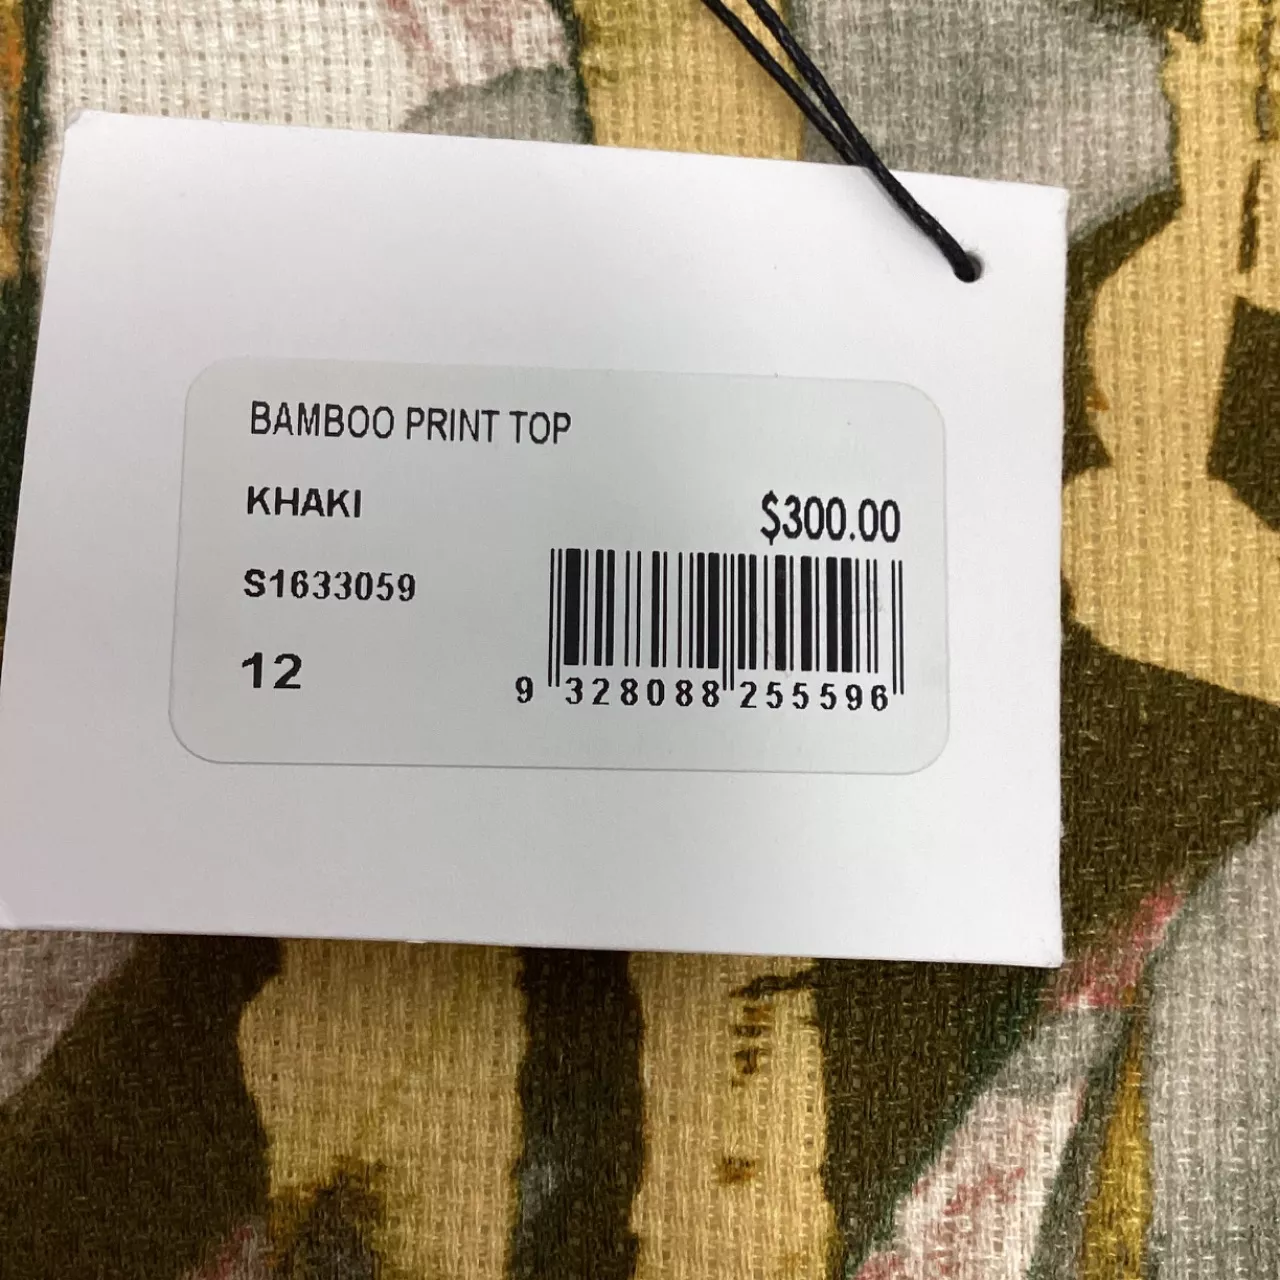 BAMBOO PRINT TOP
KHAKI
$300.00
S1633059
12
9 328088 255596